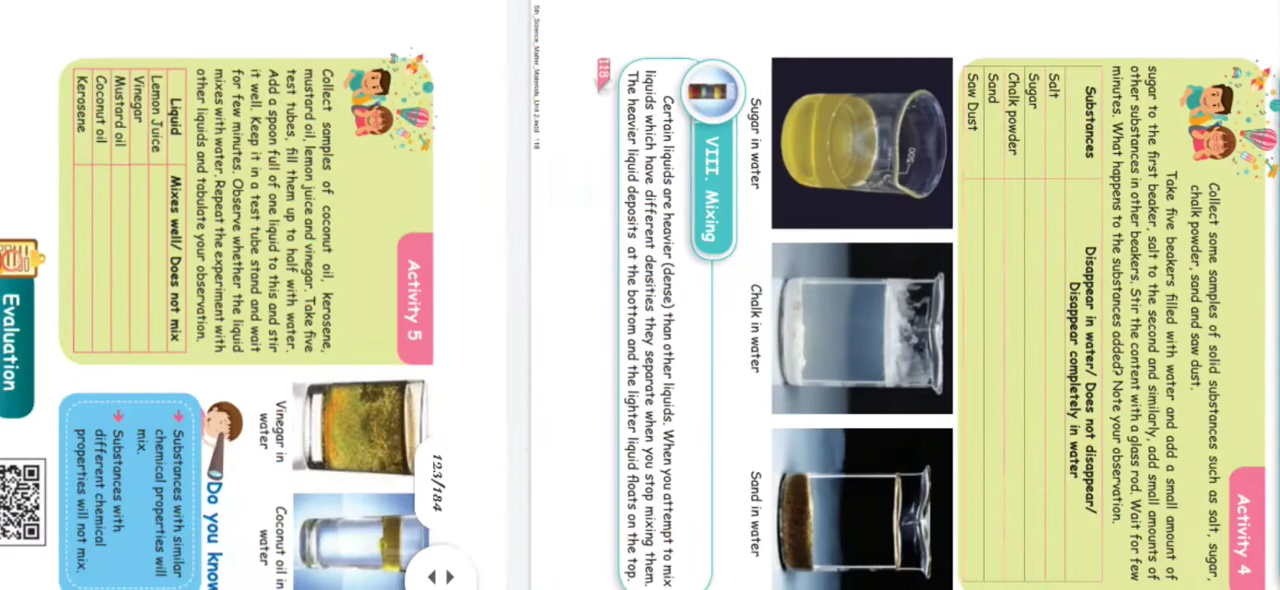 Activity 4
Collect some samples of solid substances such as salt, sugar,
chalk powder, sand and saw dust.
Take five beakers filled with water and add a small amount of
sugar to the first beaker, salt to the second and similarly, add small amounts of
other substances in other beakers. Stir the content with a glass rod. Wait for few
minutes. What happens to the substances added? Note your observation.
Substances
Disappear in water/ Does not disappear/
Disappear completely in water
Salt
Sugar
Chalk powder
Sand
Saw Dust
Sugar in water
Chalk in water
Sand in water
VIII. Mixing
Certain liquids are heavier (dense) than other liquids. When you attempt to mix
liquids which have different densities they separate when you stop mixing them.
The heavier liquid deposits at the bottom and the lighter liquid floats on the top.
118
Activity 5
Collect samples of coconut oil, kerosene,
mustard oil, lemon juice and vinegar. Take five
test tubes, fill them up to half with water.
Add a spoon full of one liquid to this and stir
it well. Keep it in a test tube stand and wait
for few minutes. Observe whether the liquid
mixes with water. Repeat the experiment with
other liquids and tabulate your observation.
Liquid Mixes well/ Does not mix
Lemon Juice
Vinegar
Mustard oil
Coconut oil
Kerosene
Vinegar in
water
Coconut oil in
water
123/184
Do you know
Substances with similar
chemical properties will
mix.
Substances with
different chemical
properties will not mix.
Evaluation